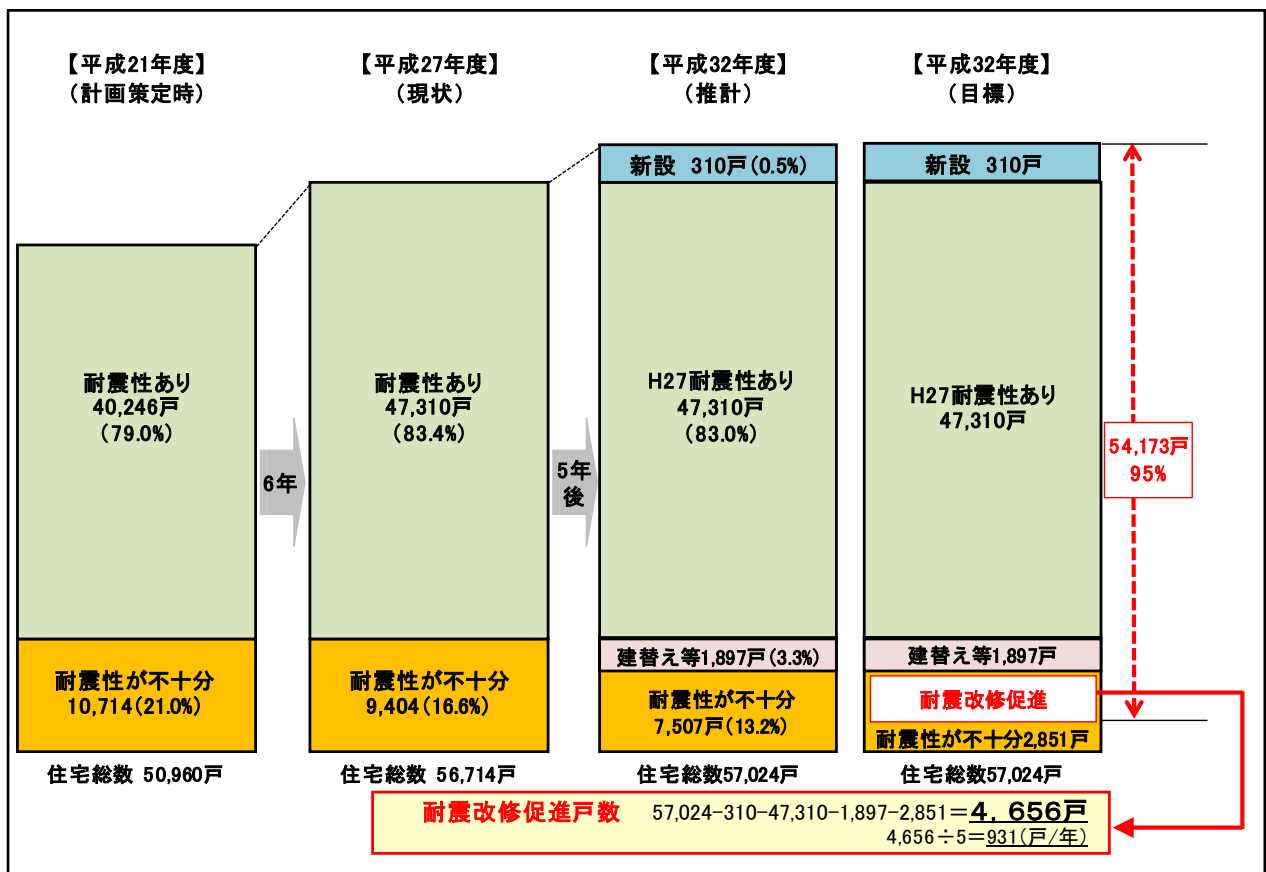 【平成21年度】
（計画策定時）
【平成27年度】
（現状）
【平成32年度】
（推計）
【平成32年度】
（目標）
耐震性あり
40,246戸
（79.0%）
耐震性が不十分
10,714（21.0%）
住宅総数 50,960戸
6年
耐震性あり
47,310戸
（83.4%）
耐震性が不十分
9,404（16.6%）
住宅総数 56,714戸
5年
後
新設 310戸（0.5%）
H27耐震性あり
47,310戸
（83.0%）
建替え等1,897戸（3.3%）
耐震性が不十分
7,507戸（13.2%）
住宅総数57,024戸
新設 310戸
H27耐震性あり
47,310戸
建替え等1,897戸
耐震改修促進
耐震性が不十分2,851戸
住宅総数57,024戸
54,173戸
95%
耐震改修促進戸数 57,024−310−47,310−1,897−2,851＝4，656戸
4,656÷5＝931（戸/年）